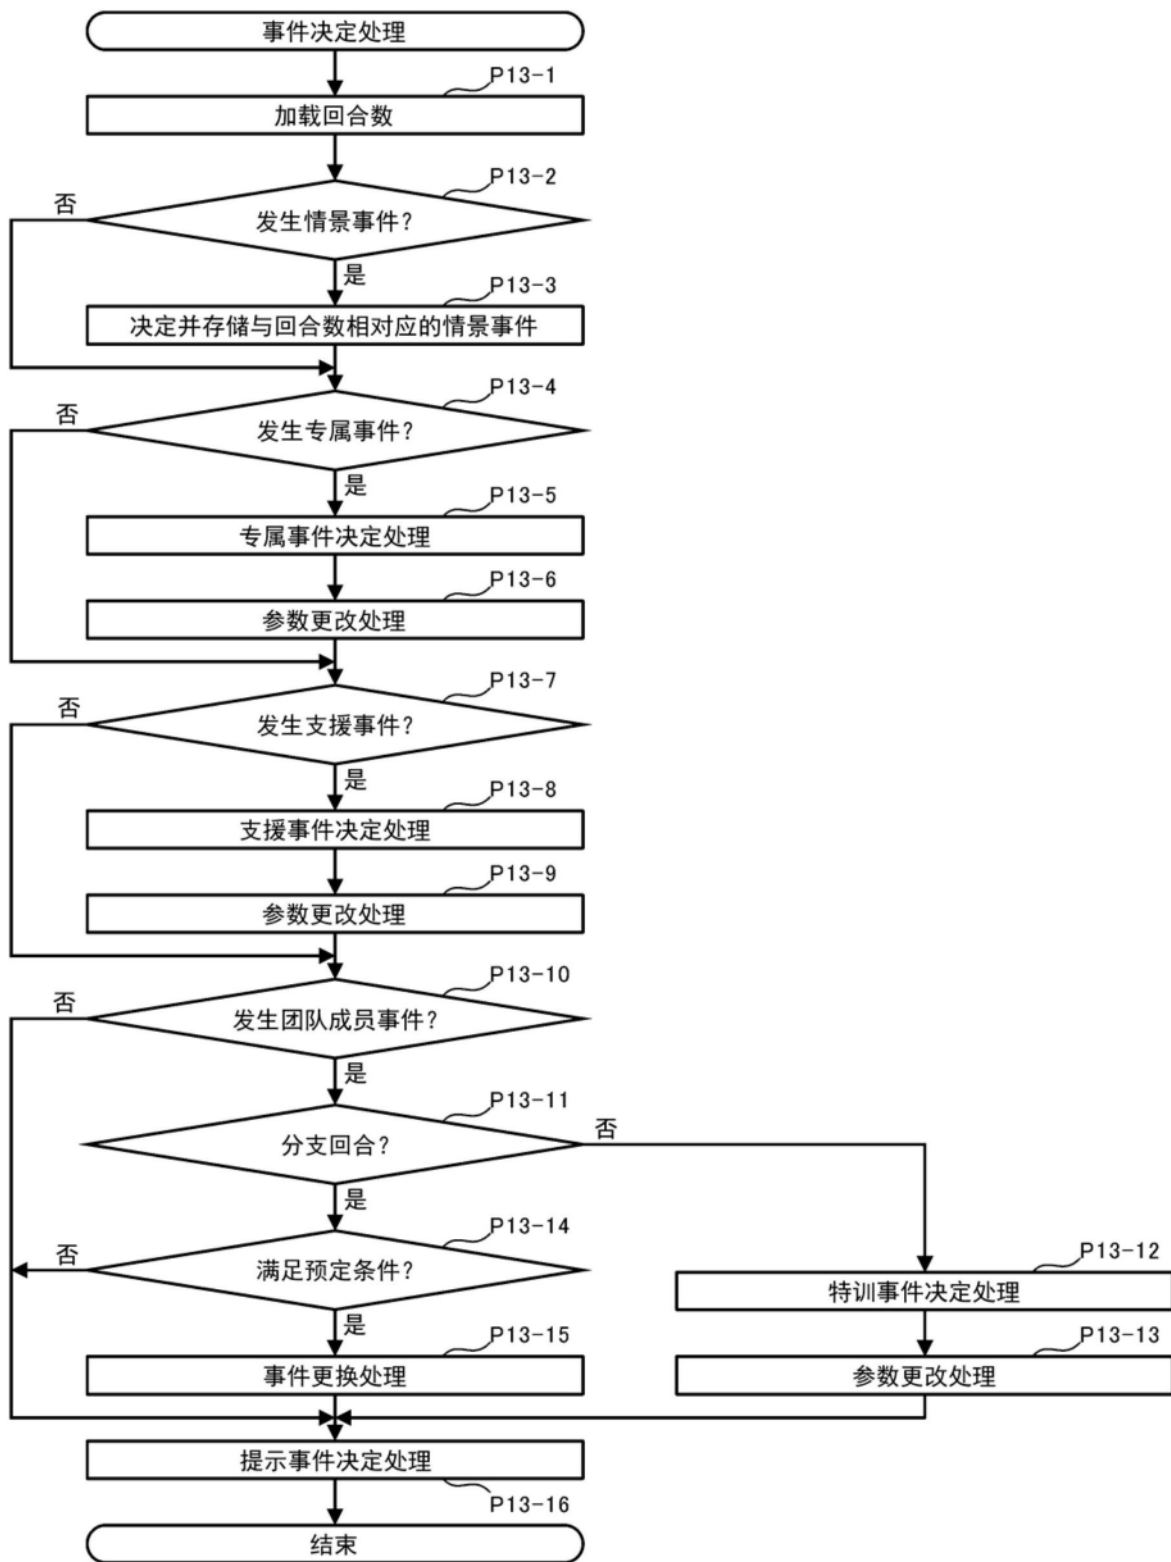 事件决定处理
P13-1
加载回合数
P13-2
否
发生情景事件?
是
P13-3
决定并存储与回合数相对应的情景事件
P13-4
否
发生专属事件?
是
P13-5
专属事件决定处理
P13-6
参数更改处理
P13-7
否
发生支援事件?
是
P13-8
支援事件决定处理
P13-9
参数更改处理
P13-10
否
发生团队成员事件?
是
P13-11
否
分支回合?
是
P13-14
否
满足预定条件?
P13-12
特训事件决定处理
是
P13-15
P13-13
事件更换处理
参数更改处理
提示事件决定处理
P13-16
结束